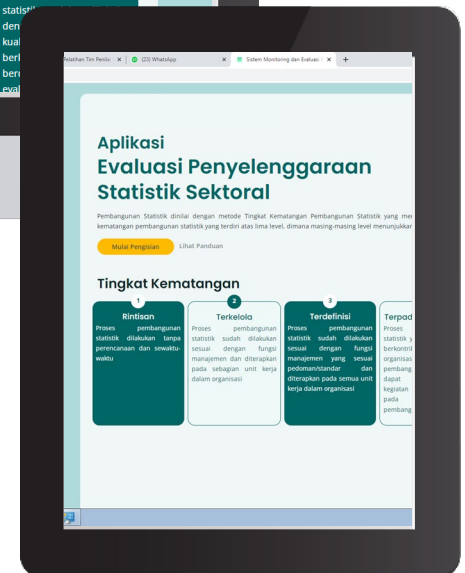 statisti
den
kual
berk
berd
eval
Pelatihan Tim Penilai
(23) WhatsApp
Sistem Monitoring dan Evaluasi
Aplikasi
Evaluasi Penyelenggaraan
Statistik Sektoral
Pembangunan Statistik dinilai dengan metode Tingkat Kematangan Pembangunan Statistik yang mer
kematangan pembangunan statistik yang terdiri atas lima level, dimana masing-masing level menunjukkar
Mulai Pengisian Lihat Panduan
Tingkat Kematangan
1
Rintisan
Proses pembangunan
statistik dilakukan tanpa
perencanaan dan sewaktu-
waktu
2
Terkelola
Proses pembangunan
statistik sudah dilakukan
sesuai dengan fungsi
manajemen dan diterapkan
pada sebagian unit kerja
dalam organisasi
3
Terdefinisi
Proses pembangunan
statistik sudah dilakukan
sesuai dengan fungsi
manajemen yang sesuai
pedoman/standar dan
diterapkan pada semua unit
kerja dalam organisasi
Terpad
Proses
statistik y
berkontril
organisas
pembang
dapat
kegiatan
pada
pembang